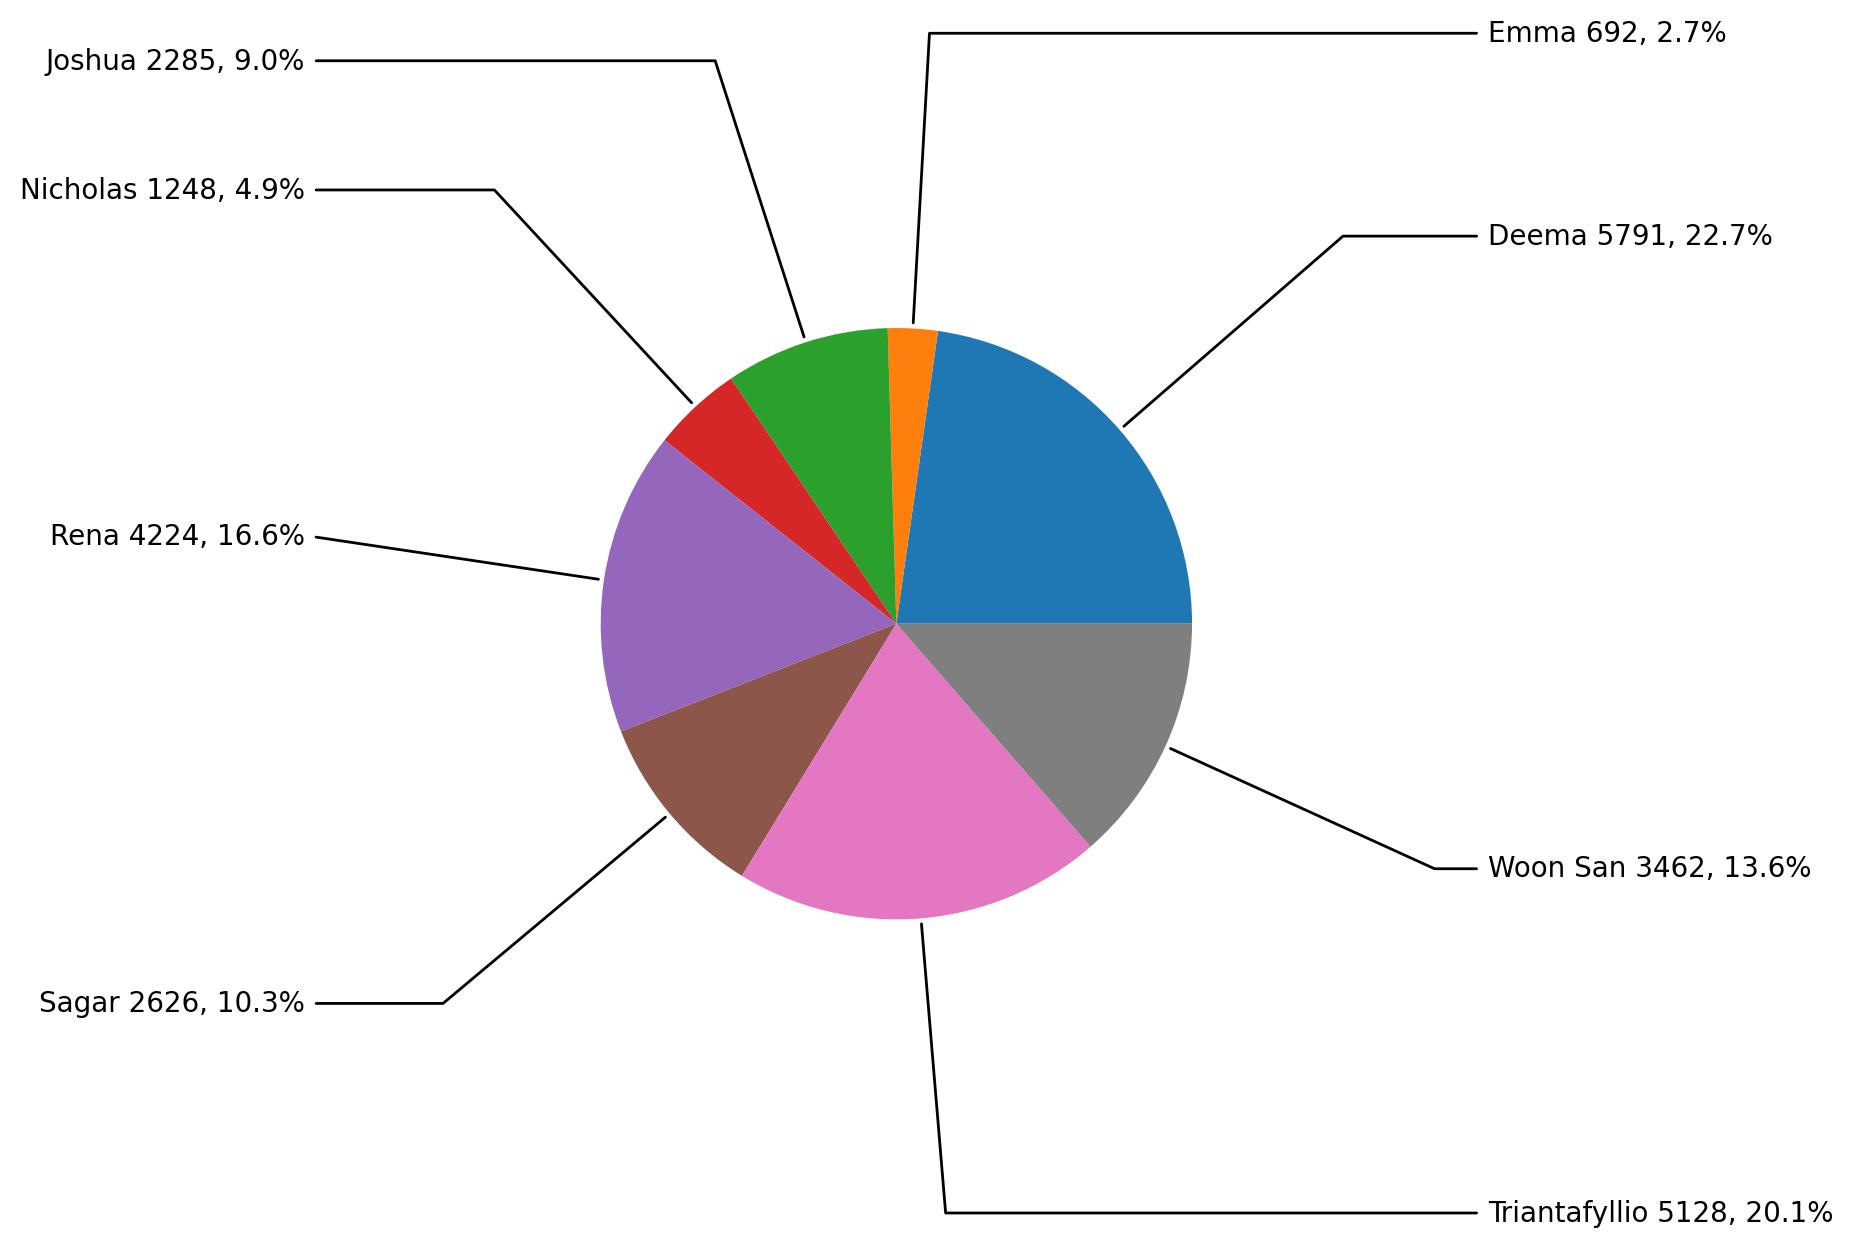 Emma 692, 2.7%
Joshua 2285, 9.0%
Nicholas 1248, 4.9%
Deema 5791, 22.7%
Rena 4224, 16.6%
Woon San 3462, 13.6%
Sagar 2626, 10.3%
Triantafyllio 5128, 20.1%